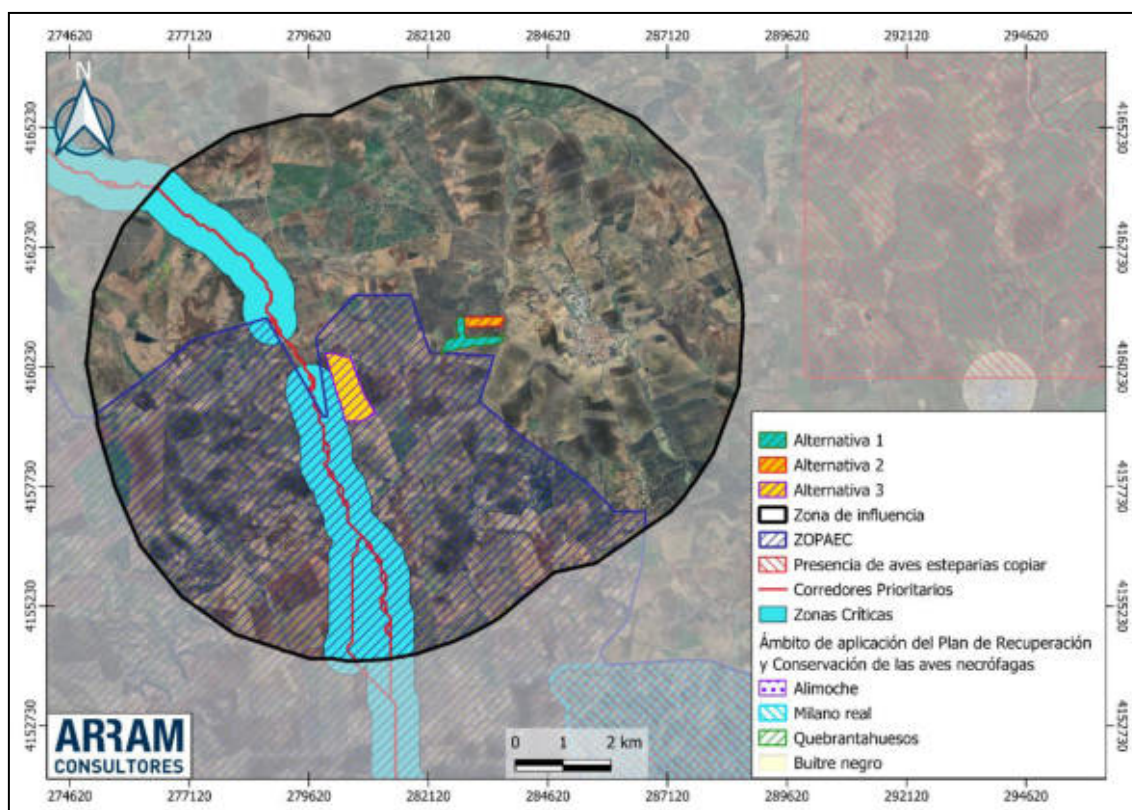 274620 277120 279620 282120 284620 287120 289620 292120 294620
N
4165230 4165230
4162730 4162730
4160230 4160230
4157730 4157730
4155230 4155230
4152730 4152730
Alternativa 1
Alternativa 2
Alternativa 3
Zona de influencia
ZOPAEC
Presencia de aves esteparias copiar
Corredores Prioritarios
Zonas Críticas
Ámbito de aplicación del Plan de Recuperación
y Conservación de las aves necrófagas
Alimoche
Milano real
Quebrantahuesos
Buitre negro
ARRAM
CONSULTORES
0 1 2 km
274620 277120 279620 282120 284620 287120 289620 292120 294620